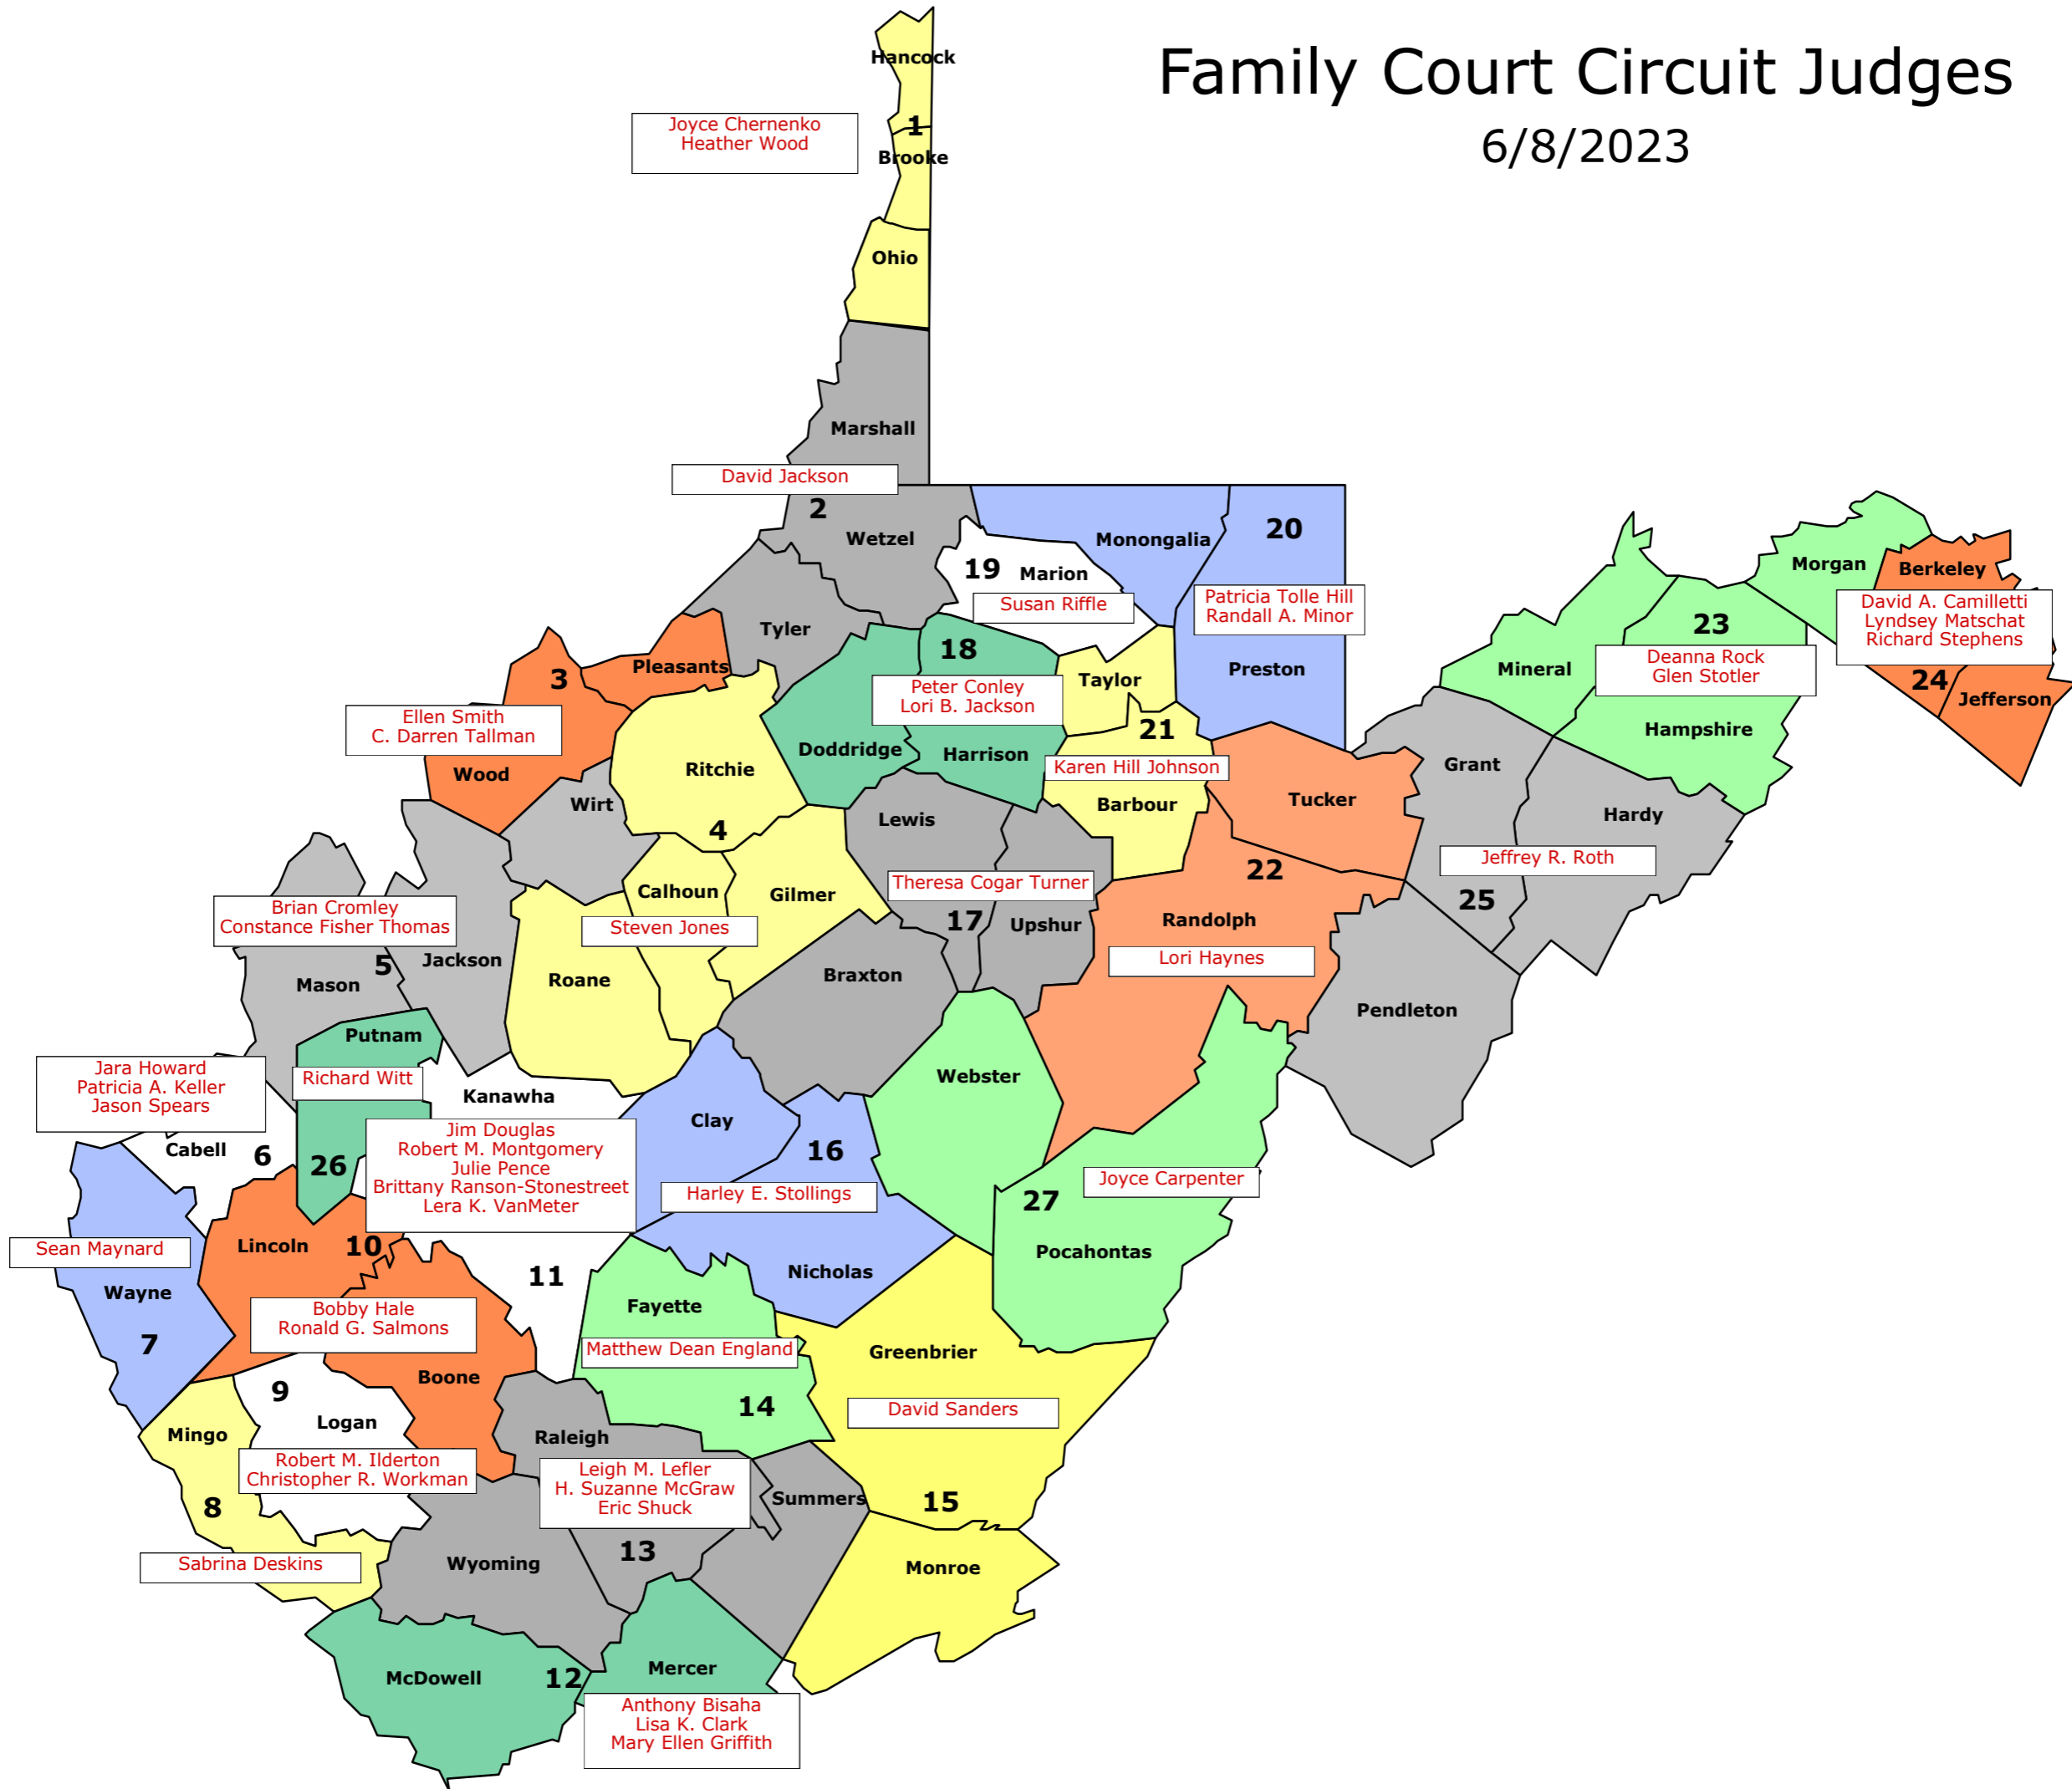 Family Court Circuit Judges
6/8/2023
Hancock
1
Joyce Chernenko
Heather Wood
Brooke
Ohio
Marshall
David Jackson
2
Wetzel
Monongalia
20
19
Marion
Susan Riffle
Patricia Tolle Hill
Randall A. Minor
Preston
Morgan
Berkeley
David A. Camilletti
Lyndsey Matschat
Richard Stephens
24
Jefferson
23
Deanna Rock
Glen Stotler
Mineral
Hampshire
Tyler
Pleasants
3
Ellen Smith
C. Darren Tallman
Wood
18
Peter Conley
Lori B. Jackson
Doddridge
Harrison
Taylor
21
Karen Hill Johnson
Barbour
Ritchie
Wirt
4
Calhoun
Gilmer
Steven Jones
Roane
Lewis
Theresa Cogar Turner
17
Upshur
Braxton
Tucker
22
Randolph
Lori Haynes
Grant
Hardy
Jeffrey R. Roth
25
Pendleton
Brian Cromley
Constance Fisher Thomas
5
Jackson
Mason
Putnam
Richard Witt
26
Jara Howard
Patricia A. Keller
Jason Spears
Cabell
6
Kanawha
Jim Douglas
Robert M. Montgomery
Julie Pence
Brittany Ranson-Stonestreet
Lera K. VanMeter
11
Clay
16
Harley E. Stollings
Nicholas
Webster
27
Joyce Carpenter
Pocahontas
Sean Maynard
Wayne
7
Lincoln
10
Bobby Hale
Ronald G. Salmons
Boone
Fayette
Matthew Dean England
14
Greenbrier
David Sanders
15
Monroe
9
Logan
Robert M. Ilderton
Christopher R. Workman
Mingo
8
Sabrina Deskins
Raleigh
Leigh M. Lefler
H. Suzanne McGraw
Eric Shuck
Summers
13
Wyoming
McDowell
12
Mercer
Anthony Bisaha
Lisa K. Clark
Mary Ellen Griffith